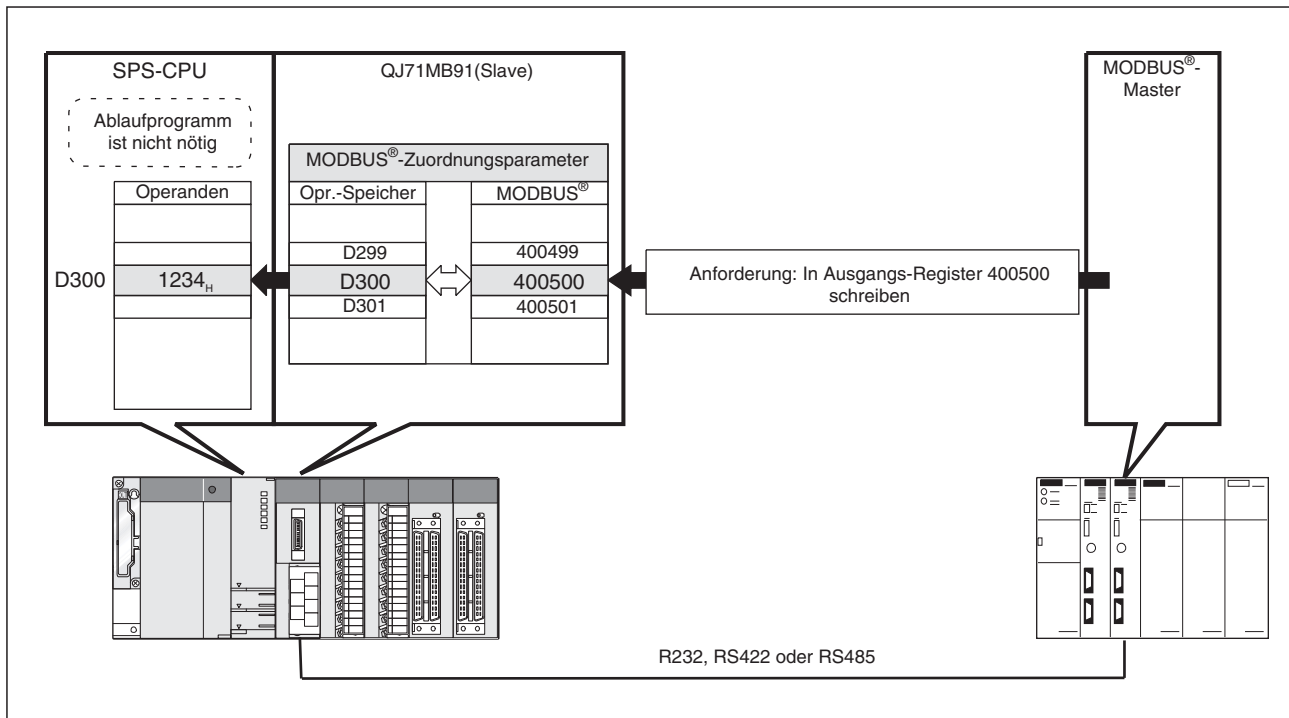 SPS-CPU
Ablaufprogramm
ist nicht nötig
Operanden
D300
1234H
QJ71MB91(Slave)
MODBUS®-Zuordnungsparameter
Opr.-Speicher
MODBUS®
D299
400499
D300
400500
D301
400501
Anforderung: In Ausgangs-Register 400500
schreiben
MODBUS®-
Master
R232, RS422 oder RS485